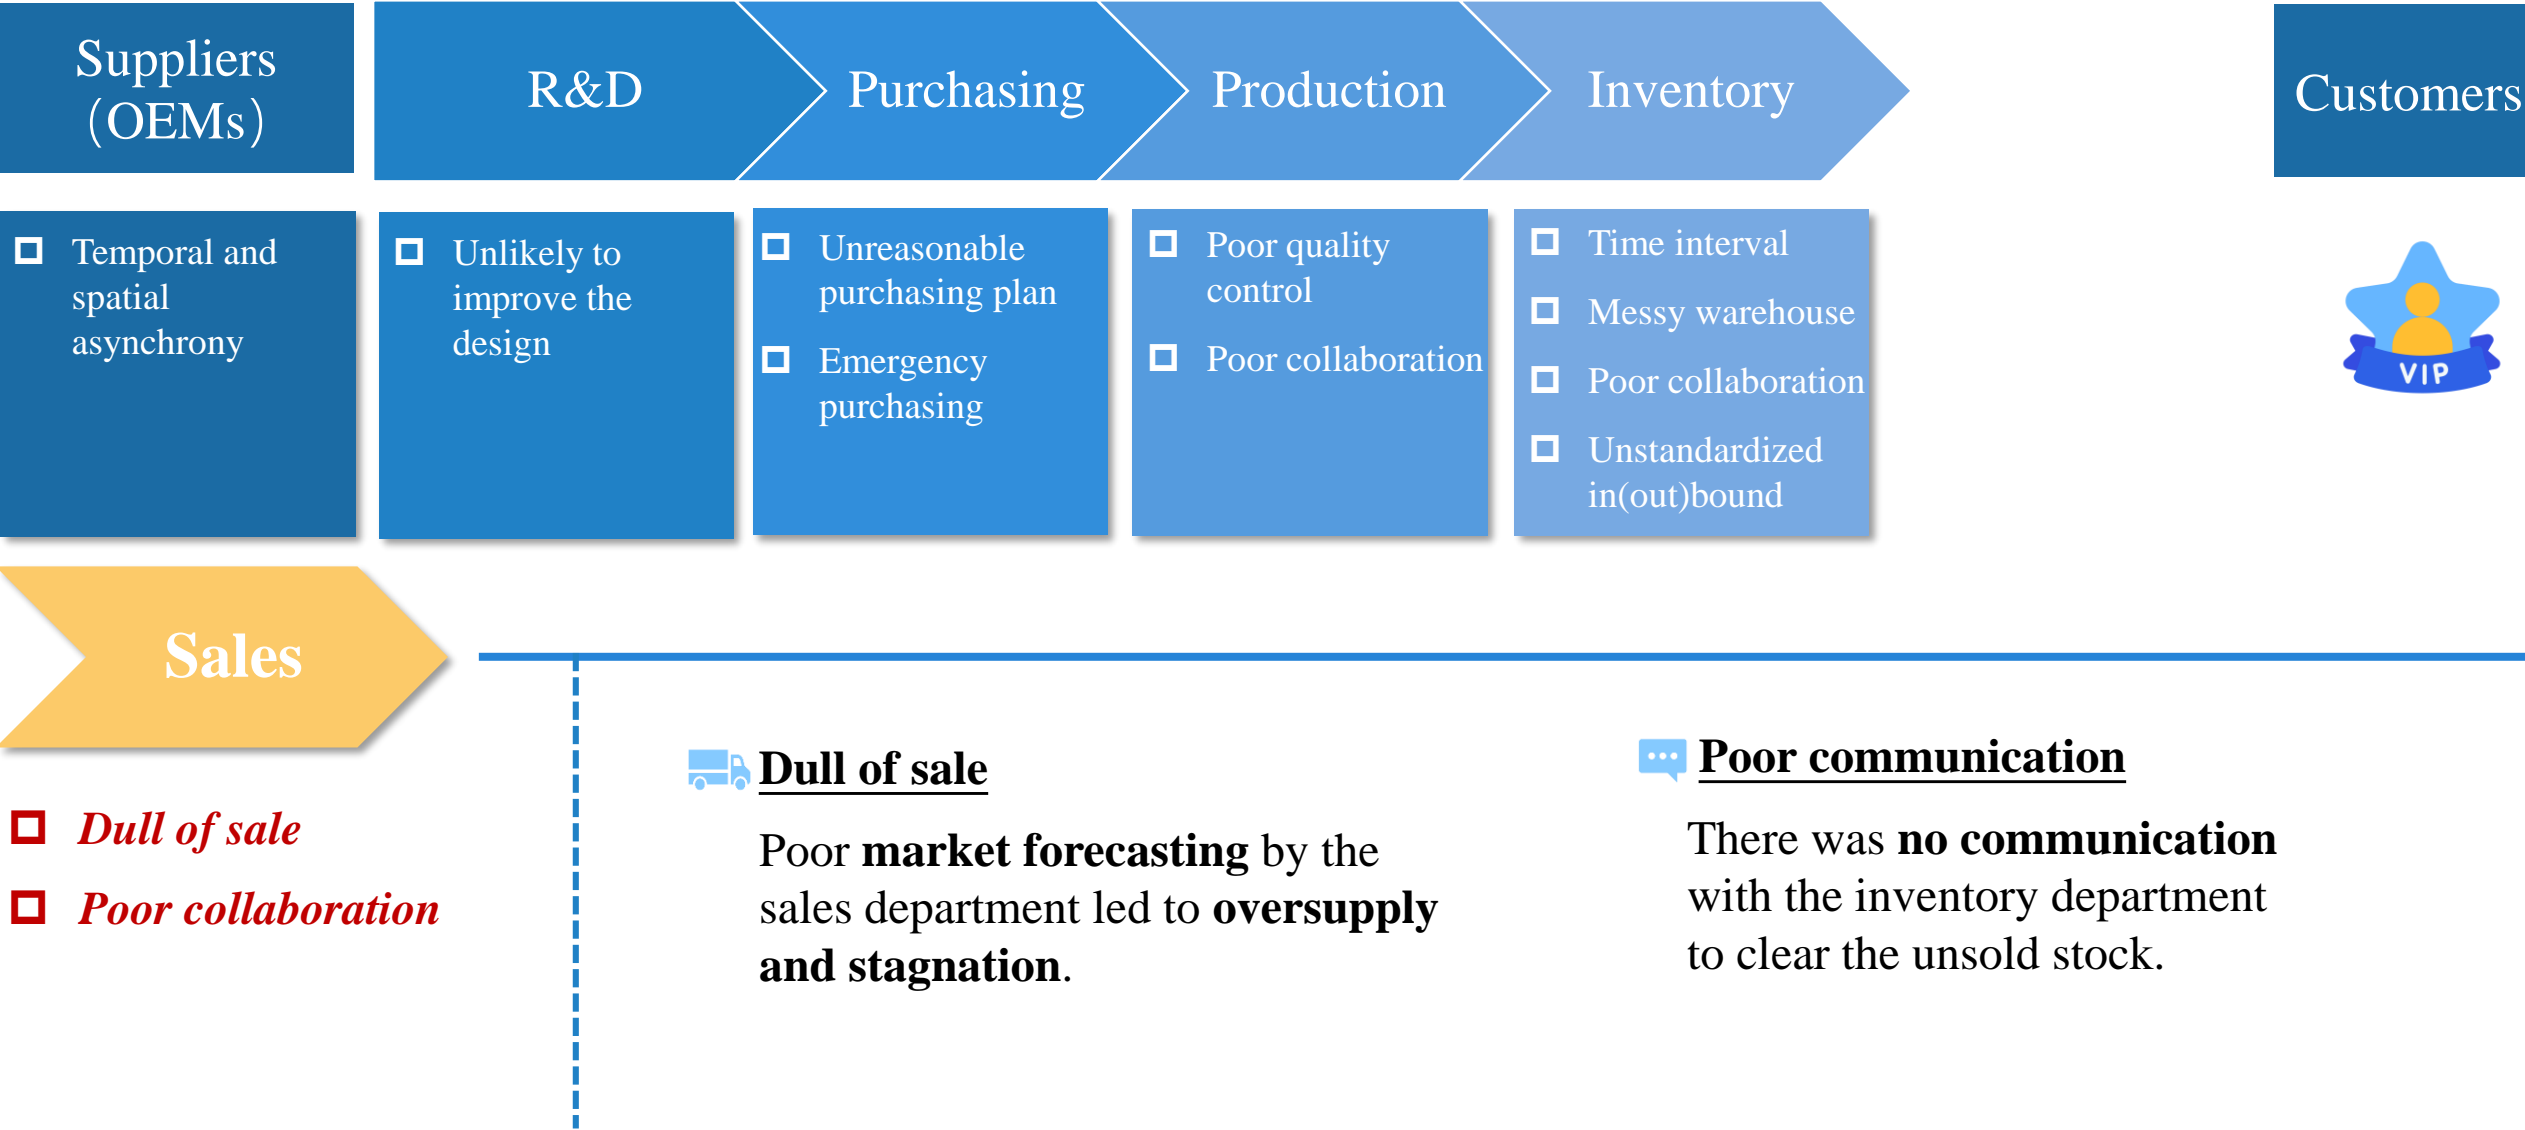 Suppliers
（OEMs）
R&D
Purchasing
Production
Inventory
Customers
Temporal and
spatial
asynchrony
Unlikely to
improve the
design
Unreasonable
purchasing plan
Emergency
purchasing
Poor quality
control
Poor collaboration
Time interval
Messy warehouse
Poor collaboration
Unstandardized
in(out)bound
VIP
Sales
Dull of sale
Poor collaboration
Dull of sale
Poor market forecasting by the
sales department led to oversupply
and stagnation.
Poor communication
There was no communication
with the inventory department
to clear the unsold stock.